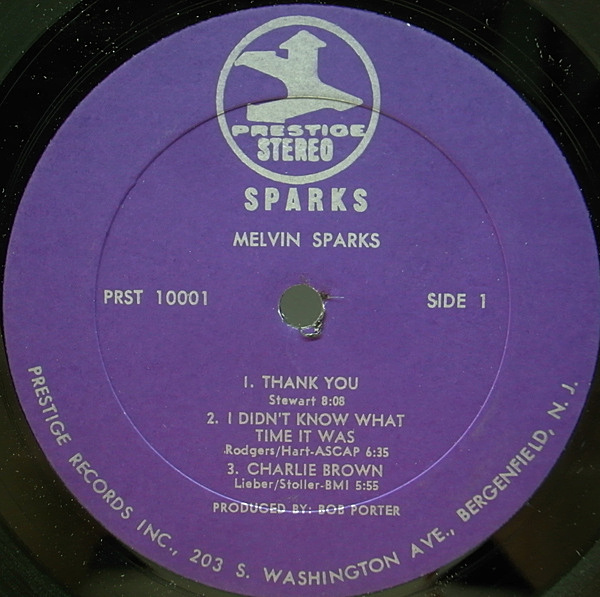 PRESTIGE
STEREO
SPARKS
MELVIN SPARKS
PRST 10001
SIDE 1
1. THANK YOU
Stewart 8:08
2. I DIDN'T KNOW WHAT
TIME IT WAS
Rodgers/Hart-ASCAP 6:35
3. CHARLIE BROWN
Lieber/Stoller-BMI 5:55
PRODUCED BY: BOB PORTER
PRESTIGE RECORDS INC., 203 S. WASHINGTON AVE., BERGENFIELD, N. J.